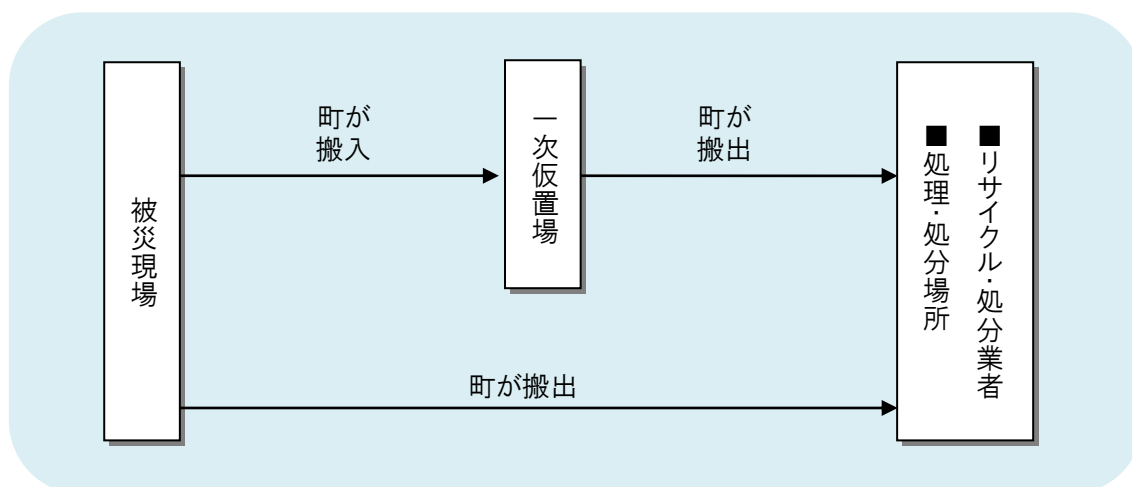 被災現場
町が
搬入
一次仮置場
町が
搬出
■リサイクル・処分業者
■処理・処分場所
町が搬出